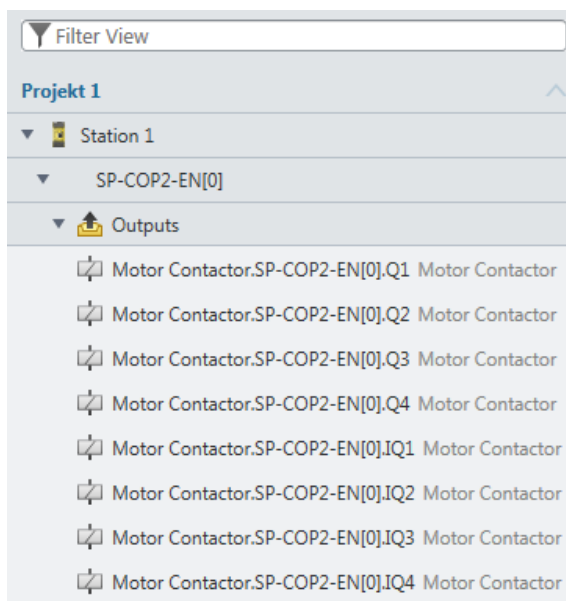 Filter View
Projekt 1
Station 1
SP-COP2-EN[0]
Outputs
Motor Contactor.SP-COP2-EN[0].Q1 Motor Contactor
Motor Contactor.SP-COP2-EN[0].Q2 Motor Contactor
Motor Contactor.SP-COP2-EN[0].Q3 Motor Contactor
Motor Contactor.SP-COP2-EN[0].Q4 Motor Contactor
Motor Contactor.SP-COP2-EN[0].IQ1 Motor Contactor
Motor Contactor.SP-COP2-EN[0].IQ2 Motor Contactor
Motor Contactor.SP-COP2-EN[0].IQ3 Motor Contactor
Motor Contactor.SP-COP2-EN[0].IQ4 Motor Contactor